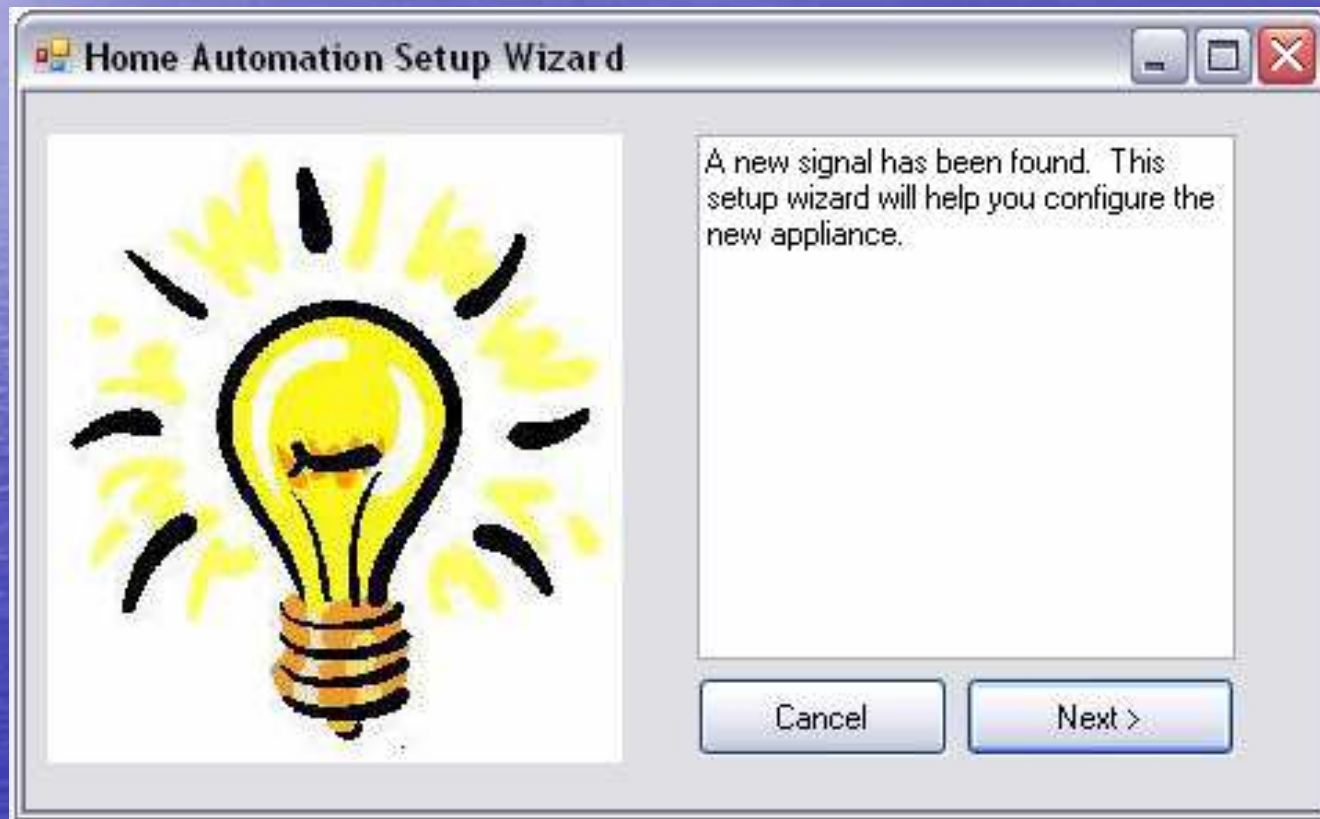 Home Automation Setup Wizard
A new signal has been found.  This
setup wizard will help you configure the
new appliance.
Cancel
Next >